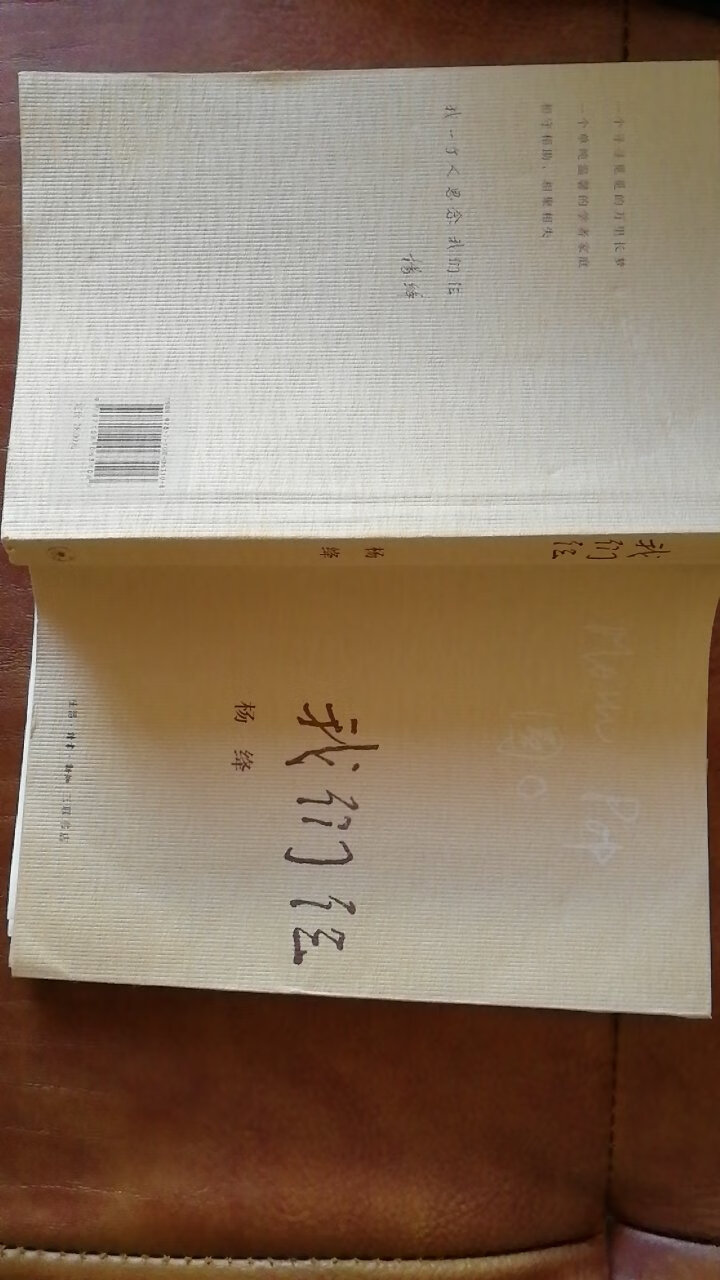 一个寻寻觅觅的万里长梦
一个单纯温馨的学者家庭
相守相助，相聚相失
我一个人思念我们仨
杨绛
我们仨
杨绛
我们仨
杨 绛
生活·读书·新知 三联书店